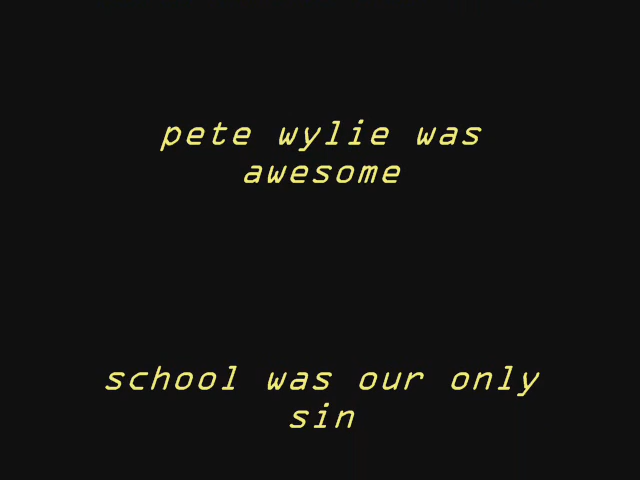 pete wylie was
awesome
school was our only
sin